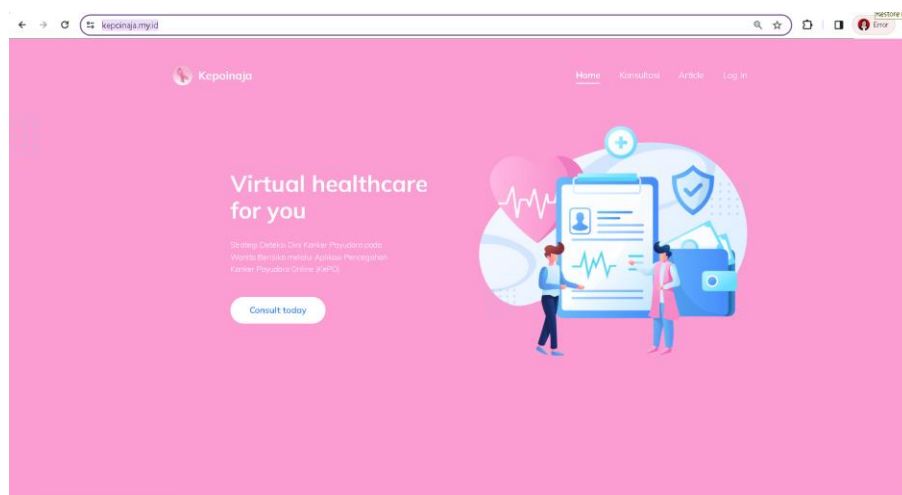 mestore
kepoinaja.my.id
Error
Kepoinaja
Home Konsultasi Article Log In
Virtual healthcare
for you
Strategi Deteksi Dini Kanker Payudara pada
Wanita Berisiko melalui Aplikasi Pencegahan
Kanker Payudara Online (KePO)
Consult today